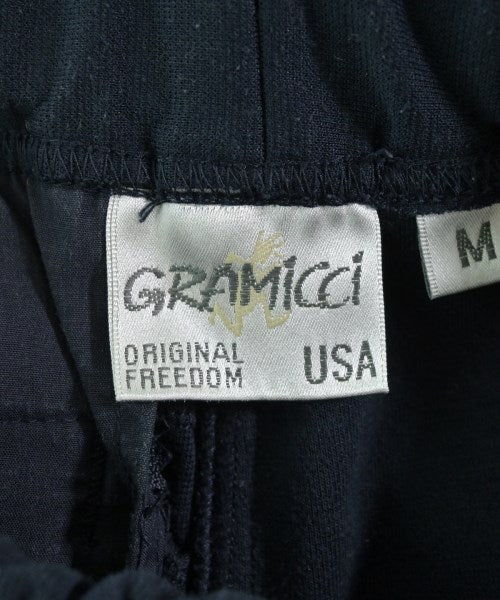 GRAMiCCi
ORIGINAL
FREEDOM
USA
M